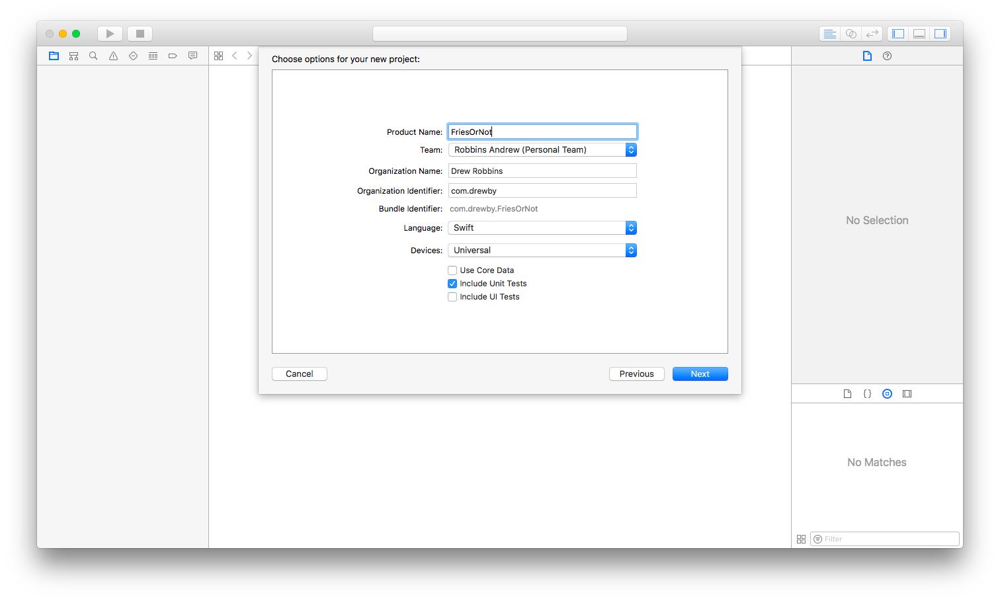 Choose options for your new project:
Product Name: FriesOrNot
Team: Robbins Andrew (Personal Team)
Organization Name: Drew Robbins
Organization Identifier: com.drewby
Bundle Identifier: com.drewby.FriesOrNot
Language: Swift
Devices: Universal
Use Core Data
Include Unit Tests
Include UI Tests
Cancel
Previous
Next
No Selection
{}
No Matches
Filter